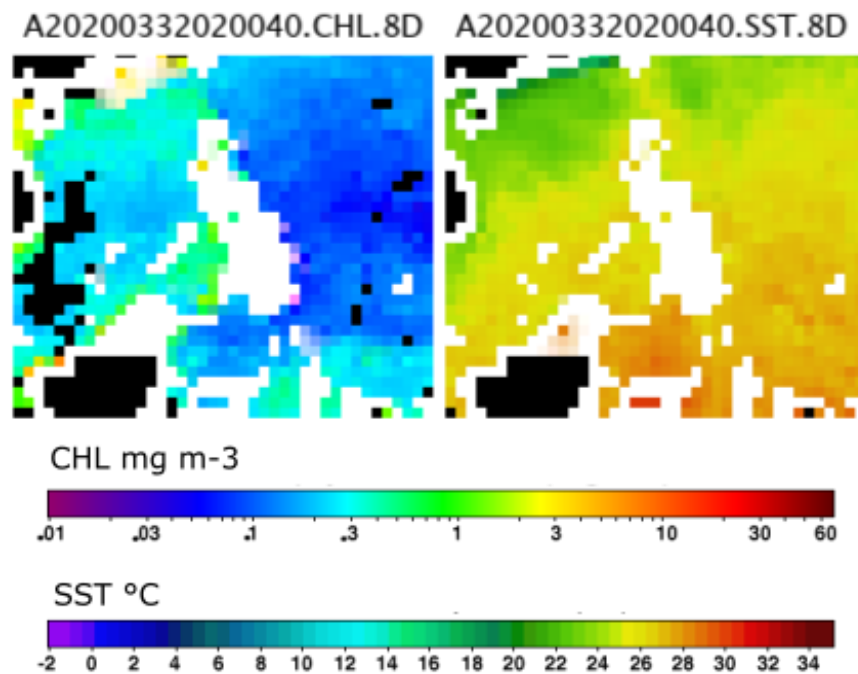 A20200332020040.CHL.8D A20200332020040.SST.8D
CHL mg m-3
.01 .03 .1 .3 1 3 10 30 60
SST °C
-2 0 2 4 6 8 10 12 14 16 18 20 22 24 26 28 30 32 34